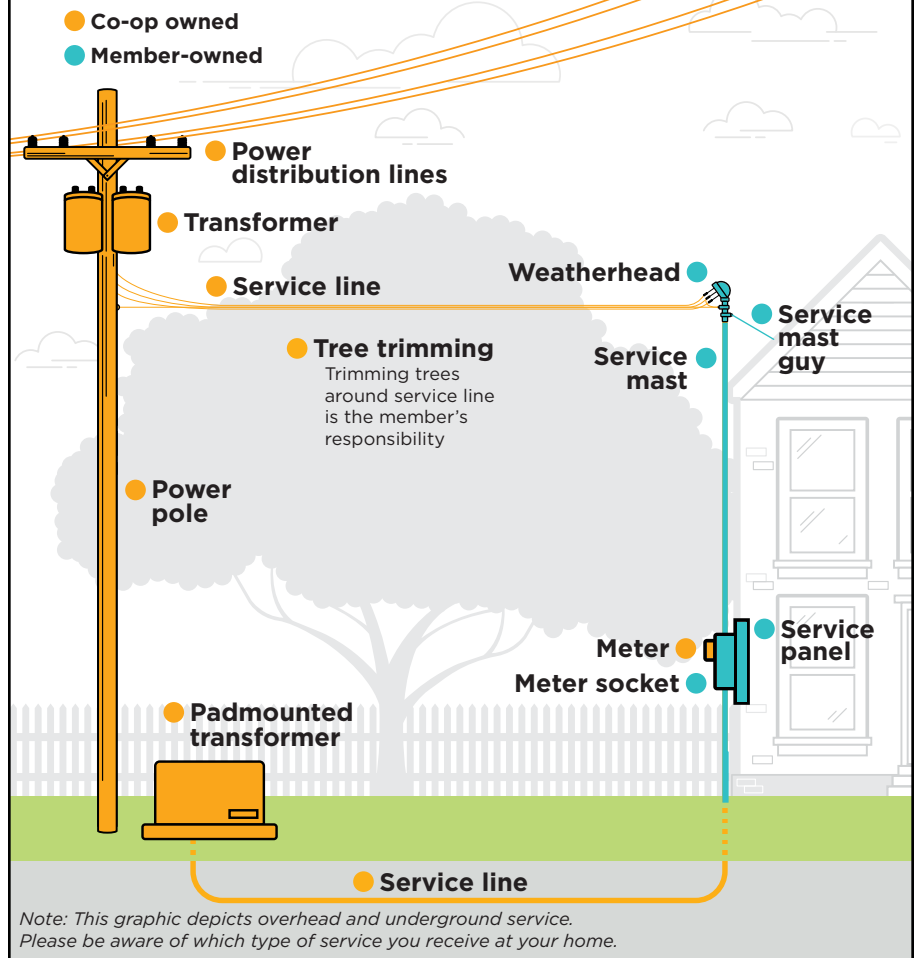 Co-op owned
Member-owned
Power
distribution lines
Transformer
Service line
Weatherhead
Service
mast
guy
Tree trimming
Trimming trees
around service line
is the member's
responsibility
Service
mast
Power
pole
Service
panel
Meter
Meter socket
Padmounted
transformer
Service line
Note: This graphic depicts overhead and underground service.
Please be aware of which type of service you receive at your home.